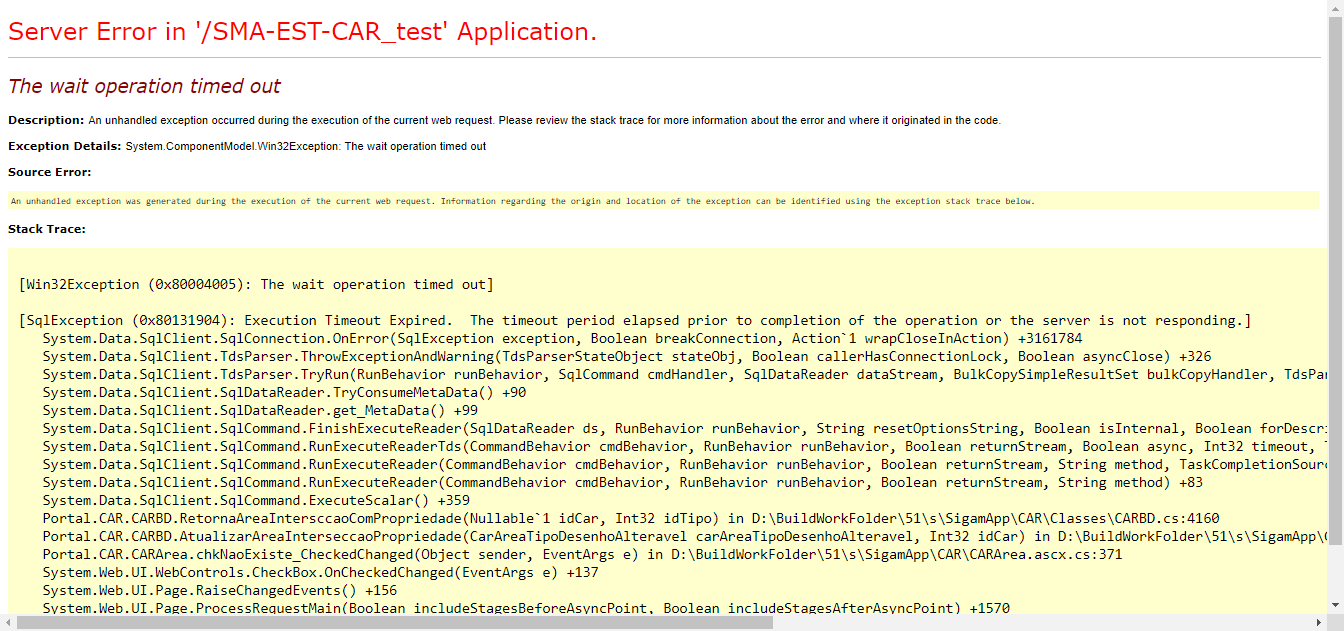 Server Error in '/SMA-EST-CAR_test' Application.
The wait operation timed out
Description: An unhandled exception occurred during the execution of the current web request. Please review the stack trace for more information about the error and where it originated in the code.
Exception Details: System.ComponentModel.Win32Exception: The wait operation timed out
Source Error:
An unhandled exception was generated during the execution of the current web request. Information regarding the origin and location of the exception can be identified using the exception stack trace below.
Stack Trace:
[Win32Exception (0x80004005): The wait operation timed out]
[SqlException (0x80131904): Execution Timeout Expired.  The timeout period elapsed prior to completion of the operation or the server is not responding.]
System.Data.SqlClient.SqlConnection.OnError(SqlException exception, Boolean breakConnection, Action`1 wrapCloseInAction) +3161784
System.Data.SqlClient.TdsParser.ThrowExceptionAndWarning(TdsParserStateObject stateObj, Boolean callerHasConnectionLock, Boolean asyncClose) +326
System.Data.SqlClient.TdsParser.TryRun(RunBehavior runBehavior, SqlCommand cmdHandler, SqlDataReader dataStream, BulkCopySimpleResultSet bulkCopyHandler, TdsPar
System.Data.SqlClient.SqlDataReader.TryConsumeMetaData() +90
System.Data.SqlClient.SqlDataReader.get_MetaData() +99
System.Data.SqlClient.SqlCommand.FinishExecuteReader(SqlDataReader ds, RunBehavior runBehavior, String resetOptionsString, Boolean isInternal, Boolean forDescri
System.Data.SqlClient.SqlCommand.RunExecuteReaderTds(CommandBehavior cmdBehavior, RunBehavior runBehavior, Boolean returnStream, Boolean async, Int32 timeout,
System.Data.SqlClient.SqlCommand.RunExecuteReader(CommandBehavior cmdBehavior, RunBehavior runBehavior, Boolean returnStream, String method, TaskCompletionSourc
System.Data.SqlClient.SqlCommand.RunExecuteReader(CommandBehavior cmdBehavior, RunBehavior runBehavior, Boolean returnStream, String method) +83
System.Data.SqlClient.SqlCommand.ExecuteScalar() +359
Portal.CAR.CARBD.RetornaAreaIntersccaoComPropriedade(Nullable`1 idCar, Int32 idTipo) in D:\BuildWorkFolder\51\s\SigamApp\CAR\Classes\CARBD.cs:4160
Portal.CAR.CARBD.AtualizarAreaInterseccaoPropriedade(CarAreaTipoDesenhoAlteravel carAreaTipoDesenhoAlteravel, Int32 idCar) in D:\BuildWorkFolder\51\s\SigamApp\C
Portal.CAR.CARArea.chkNaoExiste_CheckedChanged(Object sender, EventArgs e) in D:\BuildWorkFolder\51\s\SigamApp\CAR\CARArea.ascx.cs:371
System.Web.UI.WebControls.CheckBox.OnCheckedChanged(EventArgs e) +137
System.Web.UI.Page.RaiseChangedEvents() +156
System.Web.UI.Page.ProcessRequestMain(Boolean includeStagesBeforeAsyncPoint, Boolean includeStagesAfterAsyncPoint) +1570